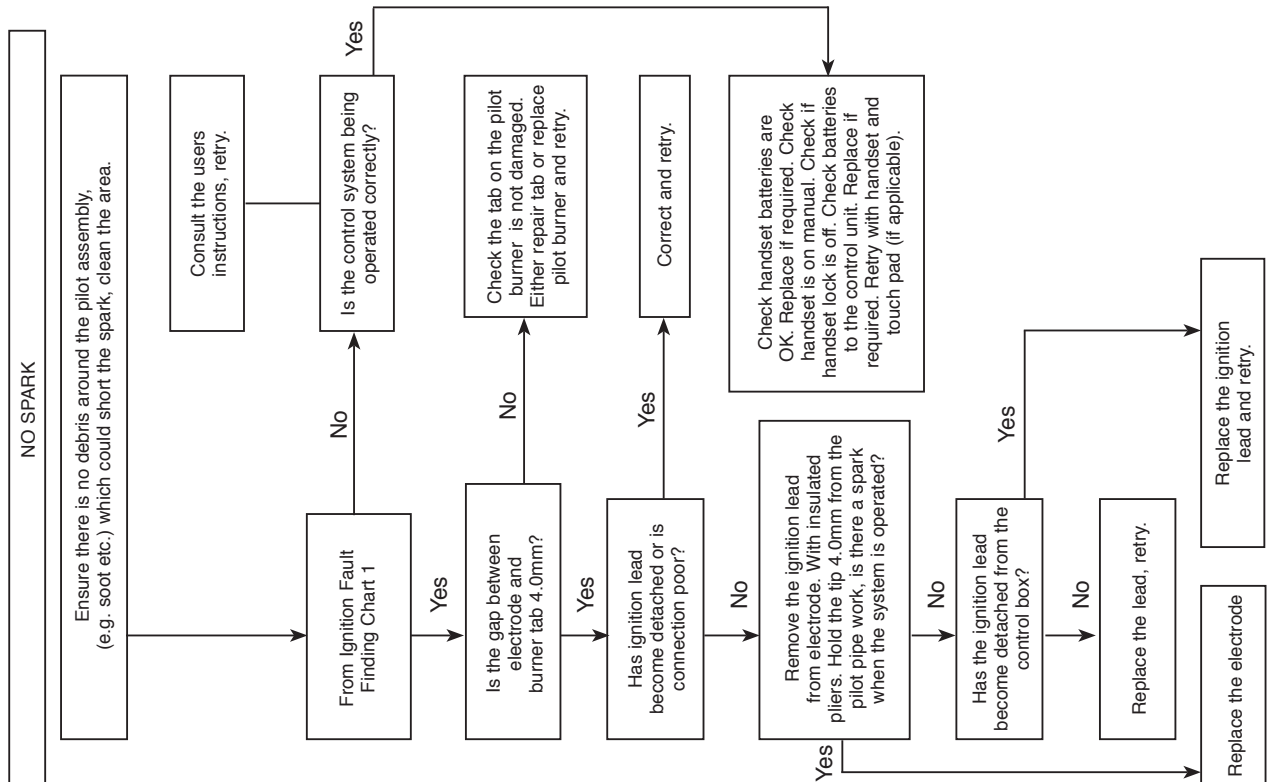 NO SPARK
Ensure there is no debris around the pilot assembly,
(e.g. soot etc.) which could short the spark, clean the area.
Consult the users
instructions, retry.
From Ignition Fault
Finding Chart 1
No
Is the control system being
operated correctly?
Yes
Yes
Is the gap between
electrode and
burner tab 4.0mm?
No
Check the tab on the pilot
burner is not damaged.
Either repair tab or replace
pilot burner and retry.
Yes
Has ignition lead
become detached or is
connection poor?
Yes
Correct and retry.
No
Remove the ignition lead
from electrode. With insulated
pliers. Hold the tip 4.0mm from the
pilot pipe work, is there a spark
when the system is operated?
Check handset batteries are
OK. Replace if required. Check
handset is on manual. Check if
handset lock is off. Check batteries
to the control unit. Replace if
required. Retry with handset and
touch pad (if applicable).
Yes
No
Has the ignition lead
become detached from the
control box?
Yes
No
Replace the lead, retry.
Replace the electrode
Replace the ignition
lead and retry.